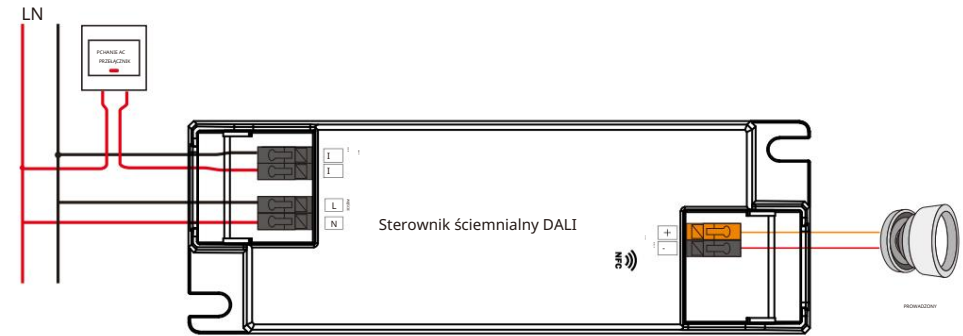 LN
PCHANIE AC
PRZEŁĄCZNIK
I
I
L
N
Sterownik ściemnialny DALI
NFC
+
-
PROWADZONY